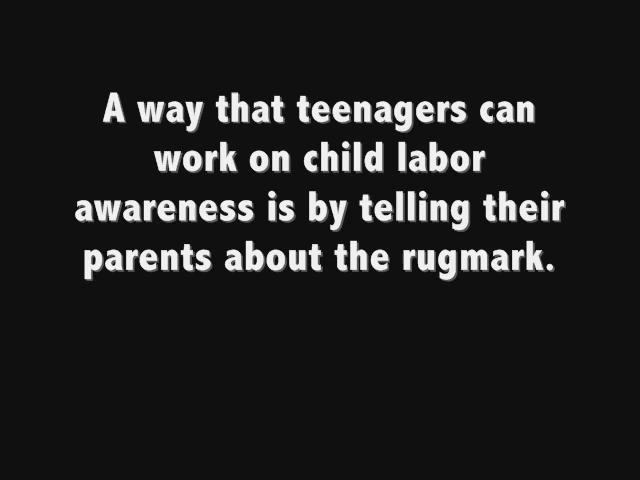 A way that teenagers can
work on child labor
awareness is by telling their
parents about the rugmark.